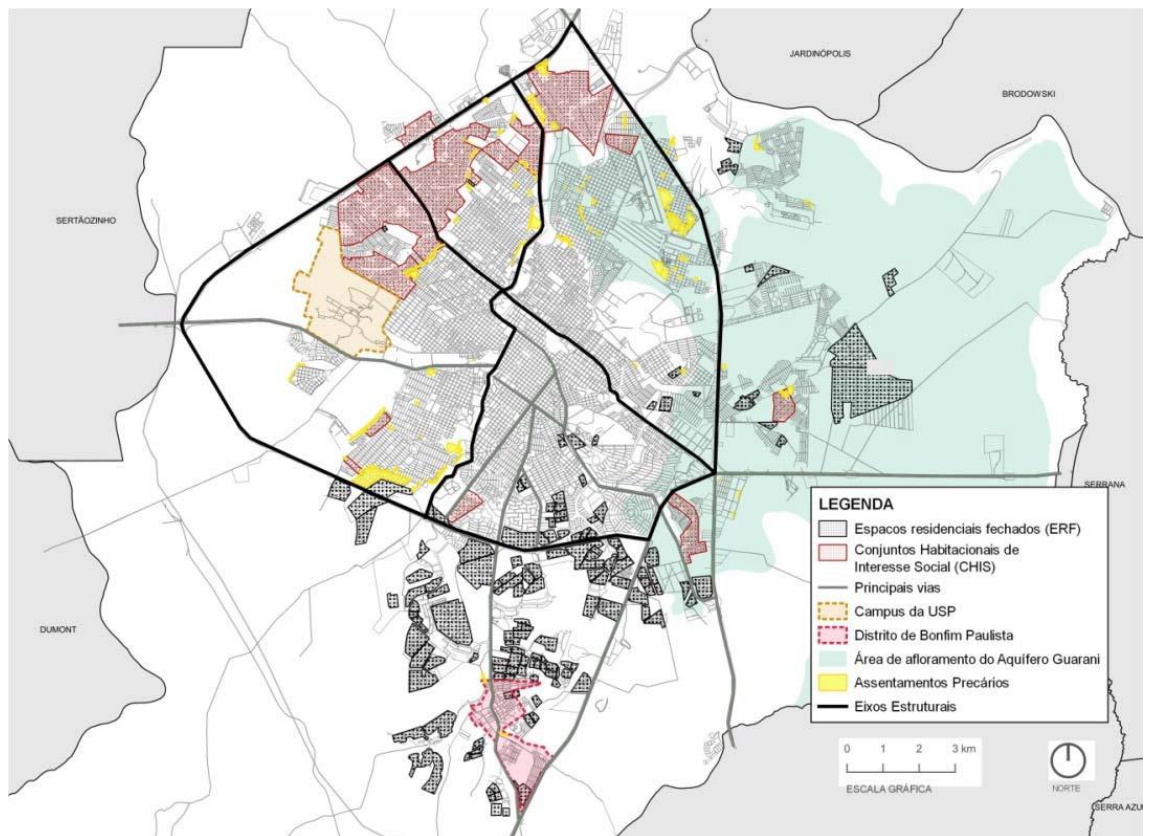 JARDINÓPOLIS
BRODOWSKI
SERTÃOZINHO
SERRANA
LEGENDA
Espacos residenciais fechados (ERF)
Conjuntos Habitacionais de
Interesse Social (CHIS)
Principais vias
Campus da USP
Distrito de Bonfim Paulista
Área de afloramento do Aquífero Guarani
Assentamentos Precários
Eixos Estruturais
DUMONT
0 1 2 3 km
ESCALA GRÁFICA
NORTE
SERRA AZU